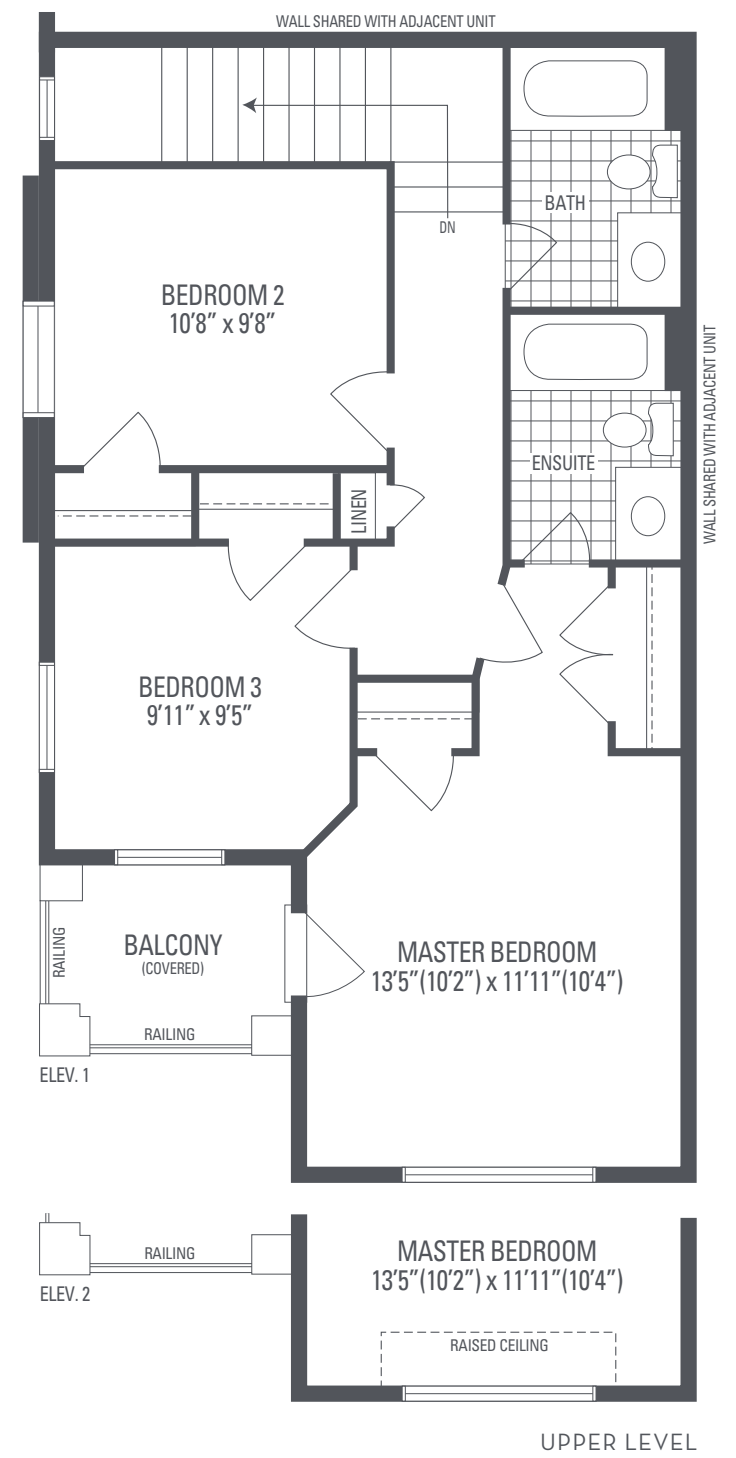 WALL SHARED WITH ADJACENT UNIT
BATH
DN
BEDROOM 2
10'8” x 9'8”
WALL SHARED WITH ADJACENT UNIT
ENSUITE
LINEN
BEDROOM 3
9'11” x 9'5”
BALCONY
(COVERED)
RAILING
RAILING
ELEV. 1
MASTER BEDROOM
13'5”(10'2”) x 11'11”(10'4”)
RAILING
ELEV. 2
MASTER BEDROOM
13'5”(10'2”) x 11'11”(10'4”)
RAISED CEILING
UPPER LEVEL